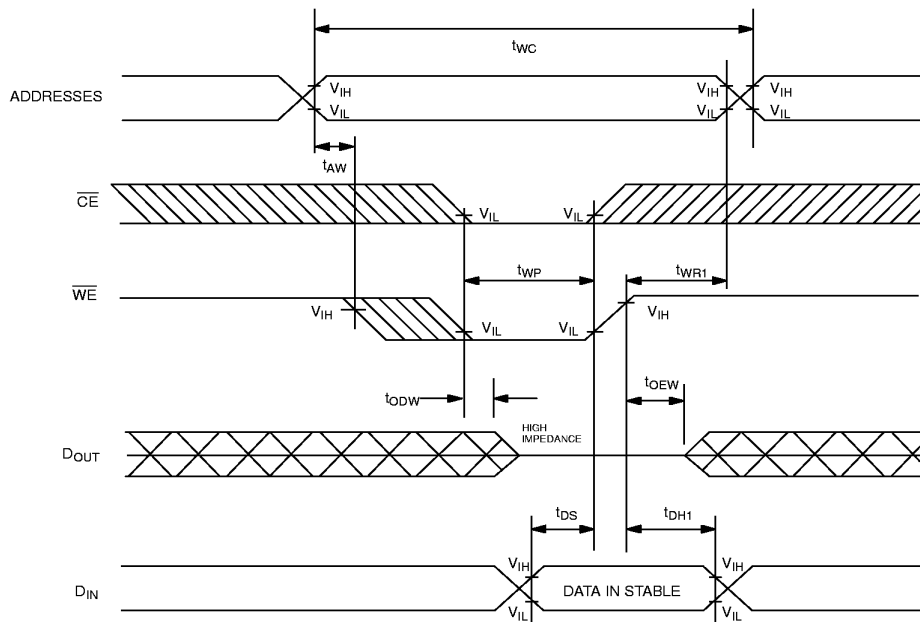 tWC
ADDRESSES
VIH
VIL
VIH
VIL
VIH
VIL
tAW
CE
VIL
VIL
tWP
tWR1
WE
VIH
VIL
VIL
VIH
tODW
tOEW
HIGH
IMPEDANCE
DOUT
tDS
tDH1
DIN
VIH
VIL
DATA IN STABLE
VIH
VIL